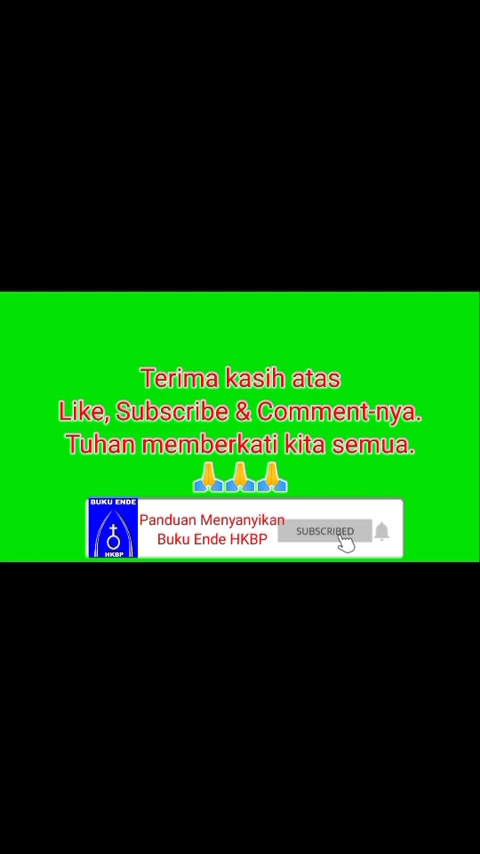 Terima kasih atas
Like, Subscribe & Comment-nya.
Tuhan memberkati kita semua.
🙏🙏🙏
BUKU ENDE
HKBP
Panduan Menyanyikan
Buku Ende HKBP
SUBSCRIBED